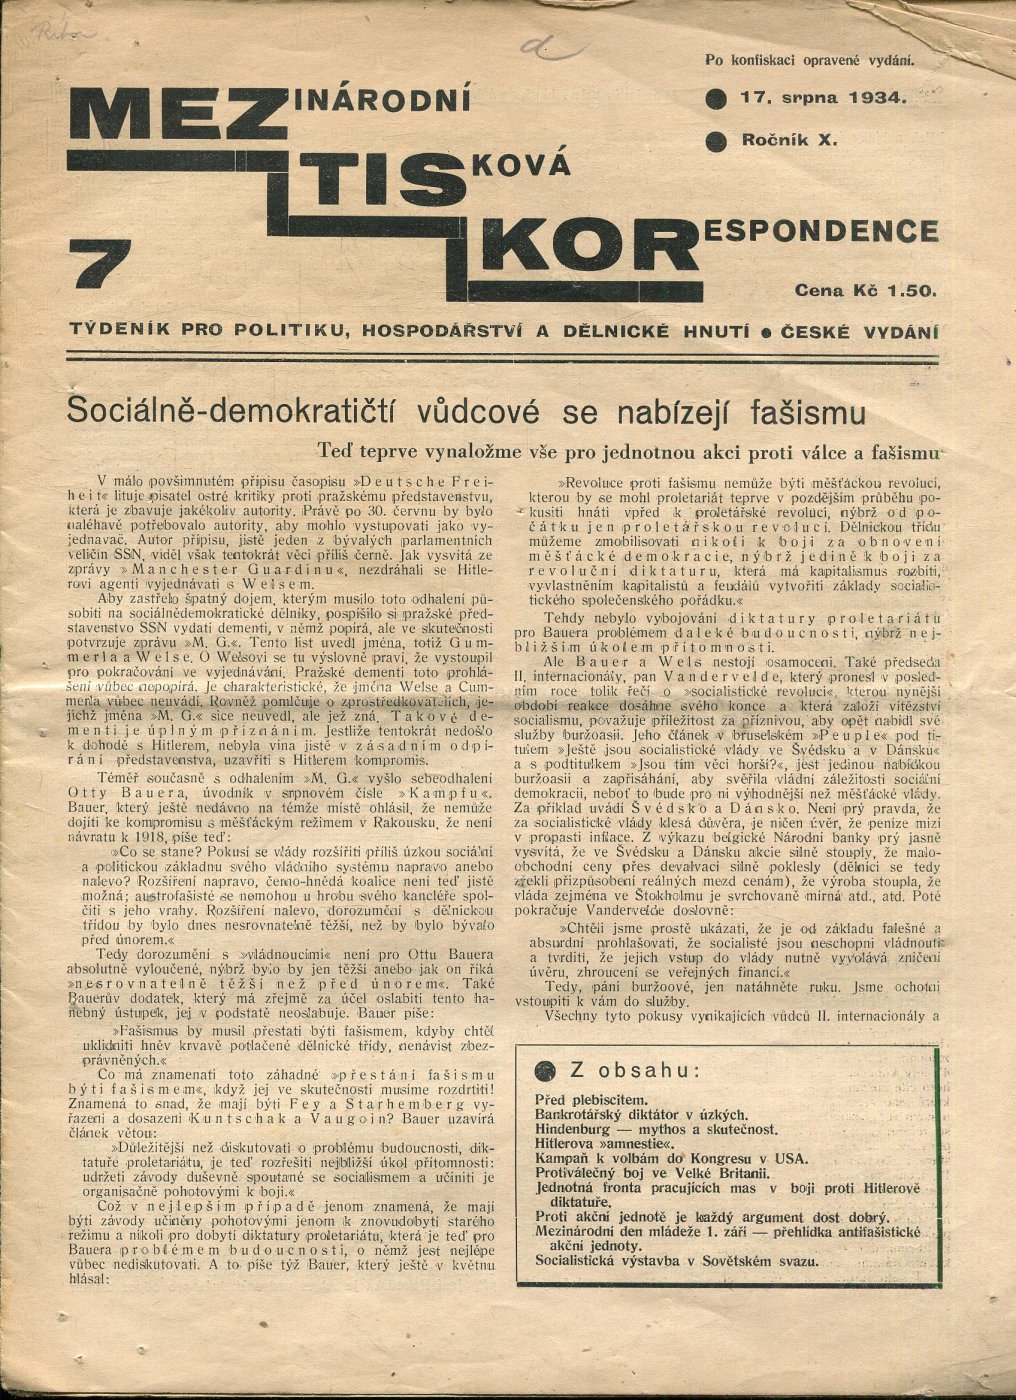 Po konfiskaci opravené vydání.
MEZINÁRODNÍ
● 17. srpna 1934.
● Ročník X.
TISKOVÁ
KORESPONDENCE
7
Cena Kč 1.50.
TÝDENÍK PRO POLITIKU, HOSPODÁŘSTVÍ A DĚLNICKÉ HNUTÍ ● ČESKÉ VYDÁNÍ
Sociálně-demokratičtí vůdcové se nabízejí fašismu
Teď teprve vynaložme vše pro jednotnou akci proti válce a fašismu
V málo povšimnutém přípisu časopisu »Deutsche Frei-
heit« lituje pisatel ostré kritiky proti pražskému představenstvu,
která je zbavuje jakékoliv autority. Právě po 30. červnu by bylo
naléhavě potřebovalo autority, aby mohlo vystupovati jako vy-
jednavač. Autor přípisu, jistě jeden z bývalých parlamentních
veličin SSN, viděl však tentokrát věci příliš černě. Jak vysvítá ze
zprávy »Manchester Guardinu«, nezdráhali se Hitle-
rovi agenti vyjednávati s Welsem.
Aby zastřelo špatný dojem, kterým musilo toto odhalení pů-
sobiti na sociálnědemokratické dělníky, pospíšilo si pražské před-
stavenstvo SSN vydati dementi, v němž popírá, ale ve skutečnosti
potvrzuje zprávu »M. G.« Tento list uvedl jména, totiž Gum-
merla a Welse. O Welsovi se tu výslovně praví, že vystoupil
pro pokračování ve vyjednávání. Pražské dementi toto prohlá-
šení vůbec nepopírá. Je charakteristické, že jména Welse a Cum-
merla vůbec neuvádí. Rovněž pomlčuje o zprostředkovatelích, je-
jichž jména »M. G.« sice neuvedl, ale jež zná. Takové de-
menti je úplným přiznáním. Jestliže tentokrát nedošlo
k dohodě s Hitlerem, nebyla vina jistě v zásadním odpí-
rání představenstva, uzavříti s Hitlerem kompromis.
Téměř současně s odhalením »M. G.« vyšlo sebeodhalení
Otty Bauera, úvodník v srpnovém čísle »Kampfu«.
Bauer, který ještě nedávno na témže místě ohlásil, že nemůže
dojíti ke kompromisu s měšťáckým režimem v Rakousku, že není
návratu k 1918, píše teď:
»Co se stane? Pokusí se vlády rozšířiti příliš úzkou sociální
a politickou základnu svého vládního systému napravo anebo
nalevo? Rozšíření napravo, černo-hnědá koalice není teď jistě
možná; austrofašisté se nemohou u hrobu svého kancléře spol-
čiti s jeho vrahy. Rozšíření nalevo, dorozumění s dělnickou
třídou by bylo dnes nesrovnatelně těžší, než by bylo bývalo
před únorem.«
Tedy dorozumění s »vládnoucími« není pro Ottu Bauera
absolutně vyloučené, nýbrž bylo by jen těžší anebo jak on říká
»nesrovnatelně těžší než před únorem«. Také
Bauerův dodatek, který má zřejmě za účel oslabiti tento ha-
nebný ústupek, jej v podstatě neoslabuje. Bauer píše:
»Fašismus by musil přestati býti fašismem, kdyby chtěl
uklidniti hněv krvavě potlačené dělnické třídy, nenávist zbez-
právněných.«
Co má znamenati toto záhadné »přestání fašismu
býti fašismem«, když jej ve skutečnosti musíme rozdrtiti!
Znamená to snad, že mají býti Fey a Starhemberg vy-
řazeni a dosazeni Kuntschak a Vaugoin? Bauer uzavírá
článek větou:
»Důležitější než diskutovati o problému budoucnosti, dik-
tatuře proletariátu, je teď rozřešiti nejbližší úkol přítomnosti:
udržeti závody duševně spoutané se socialismem a učiniti je
organisačně pohotovými k boji.«
Což v nejlepším případě jenom znamená, že mají
býti závody učiněny pohotovými jenom k znovudobytí starého
režimu a nikoli pro dobytí diktatury proletariátu, která je teď pro
Bauera problémem budoucnosti, o němž jest nejlépe
vůbec nediskutovati. A to píše týž Bauer, který ještě v květnu
hlásal:
»Revoluce proti fašismu nemůže býti měšťáckou revolucí,
kterou by se mohl proletariát teprve v pozdějším průběhu po-
kusiti hnáti vpřed k proletářské revoluci, nýbrž od po-
čátku jen proletářskou revolucí. Dělnickou třídu
můžeme zmobilisovati nikoli k boji za obnovení
měšťácké demokracie, nýbrž jedině k boji za
revoluční diktaturu, která má kapitalismus rozbíti,
vyvlastněním kapitalistů a feudálů vytvořiti základy socialis-
tického společenského pořádku.«
Tehdy nebylo vybojování diktatury proletariátu
pro Bauera problémem daleké budoucnosti, nýbrž nej-
bližším úkolem přítomnosti.
Ale Bauer a Wels nestojí osamoceni. Také předseda
II. internacionály, pan Vandervelde, který pronesl v posled-
ním roce tolik řečí o »socialistické revoluci«, kterou nynější
období reakce dosáhne svého konce a která založí vítězství
socialismu, považuje příležitost za příznivou, aby opět nabídl své
služby buržoasii. Jeho článek v bruselském »Peuple« pod ti-
tulem »Ještě jsou socialistické vlády ve Švédsku a v Dánsku«
a s podtitulkem »Jsou tím věci horší?«, jest jedinou nabídkou
buržoasii a zapřísáhání, aby svěřila vládní záležitosti sociální
demokracii, neboť to bude pro ni výhodnější než měšťácké vlády.
Za příklad uvádí Švédsko a Dánsko. Není prý pravda, že
za socialistické vlády klesá důvěra, je ničen úvěr, že peníze mizí
v propasti inflace. Z výkazu belgické Národní banky prý jasně
vysvítá, že ve Švédsku a Dánsku akcie silně stouply, že malo-
obchodní ceny přes devalvaci silně poklesly (dělníci se tedy
zřekli přizpůsobení reálných mezd cenám), že výroba stoupla, že
vláda zejména ve Štokholmu je svrchovaně mírná atd., atd. Poté
pokračuje Vandervelde doslovně:
»Chtěli jsme prostě ukázati, že je od základu falešné a
absurdní prohlašovati, že socialisté jsou neschopni vládnouti
a tvrditi, že jejich vstup do vlády nutně vyvolává zničení
úvěru, zhroucení se veřejných financí.«
Tedy, páni buržoové, jen natáhněte ruku. Jsme ochotni
vstoupiti k vám do služby.
Všechny tyto pokusy vynikajících vůdců II. internacionály a
● Z obsahu:
Před plebiscitem.
Bankrotářský diktátor v úzkých.
Hindenburg — mythos a skutečnost.
Hitlerova »amnestie«.
Kampaň k volbám do Kongresu v USA.
Protiválečný boj ve Velké Britanii.
Jednotná fronta pracujících mas v boji proti Hitlerově
diktatuře.
Proti akční jednotě je každý argument dost dobrý.
Mezinárodní den mládeže 1. září — přehlídka antifašistické
akční jednoty.
Socialistická výstavba v Sovětském svazu.